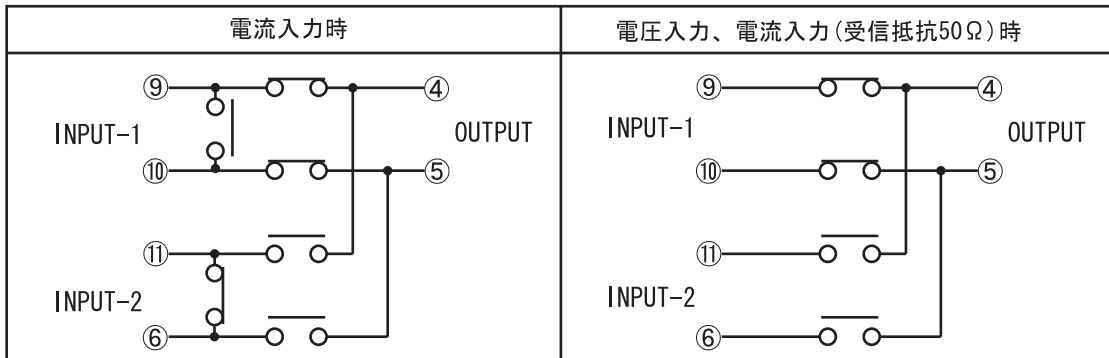 電流入力時
電圧入力、電流入力(受信抵抗50Ω)時
⑨
④
INPUT-1
OUTPUT
⑩
⑤
⑪
INPUT-2
⑥
⑨
④
INPUT-1
OUTPUT
⑩
⑤
⑪
INPUT-2
⑥